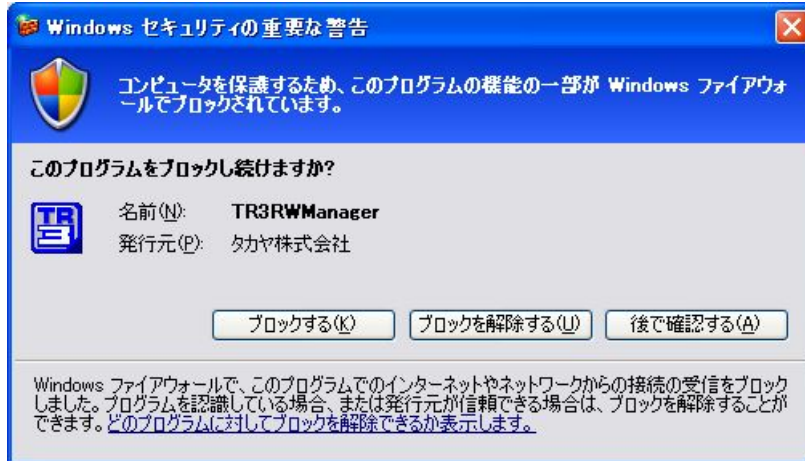 Windows セキュリティの重要な警告
コンピュータを保護するため、このプログラムの機能の一部が Windows ファイアウォ
ールでブロックされています。
このプログラムをブロックし続けますか?
TR3
名前(N): TR3RWManager
発行元(P): タカヤ株式会社
ブロックする(K) ブロックを解除する(U) 後で確認する(A)
Windows ファイアウォールで、このプログラムでのインターネットやネットワークからの接続の受信をブロック
しました。プログラムを認識している場合、または発行元が信頼できる場合は、ブロックを解除することが
できます。どのプログラムに対してブロックを解除できるか表示します。